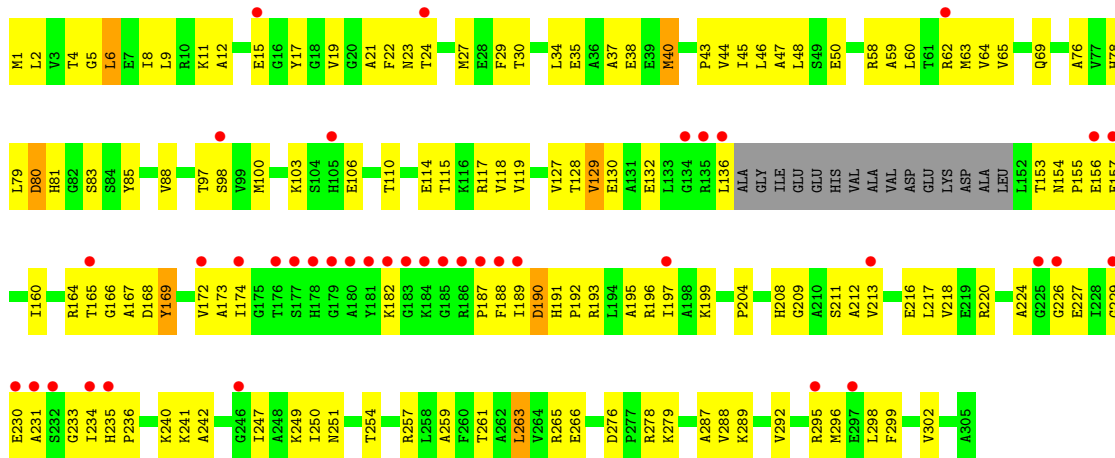 M1 L2 V3 T4 G5 L6 E7 I8 L9 R10 K11 A12 E15 G16 Y17 G18 V19 G20 A21 F22 N23 T24 M27 E28 F29 T30 L34 E35 A36 A37 E38 E39 M40 P43 V44 I45 L46 A47 L48 S49 E50 R58 A59 L60 T61 R62 M63 V64 V65 Q69 A76 V77 H78
L79 D80 H81 G82 S83 S84 Y85 V88 T97 S98 V99 M100 K103 S104 H105 E106 T110 E114 T115 K116 R117 V118 V119 V127 T128 V129 E130 A131 E132 L133 G134 R135 L136 ALA GLY ILE GLU GLU HIS VAL ALA VAL ASP GLU LYS ASP ALA LEU L152 T153 N154 P155 E156 E157
I160 R164 T165 G166 A167 D168 Y169 V172 A173 I174 G175 T176 S177 H178 G179 A180 Y181 K182 G183 K184 G185 R186 P187 F188 I189 D190 H191 P192 R193 L194 A195 R196 I197 A198 K199 P204 H208 G209 A210 S211 A212 V213 E216 L217 V218 E219 R220 A224 G225 G226 E227 I228 G229
E230 A231 S232 G233 I234 H235 P236 K240 K241 A242 G246 I247 A248 K249 I250 N251 T254 R257 L258 A259 F260 T261 A262 L263 V264 R265 E266 D276 P277 R278 K279 A287 V288 K289 V292 R295 M296 E297 L298 F299 V302 A305